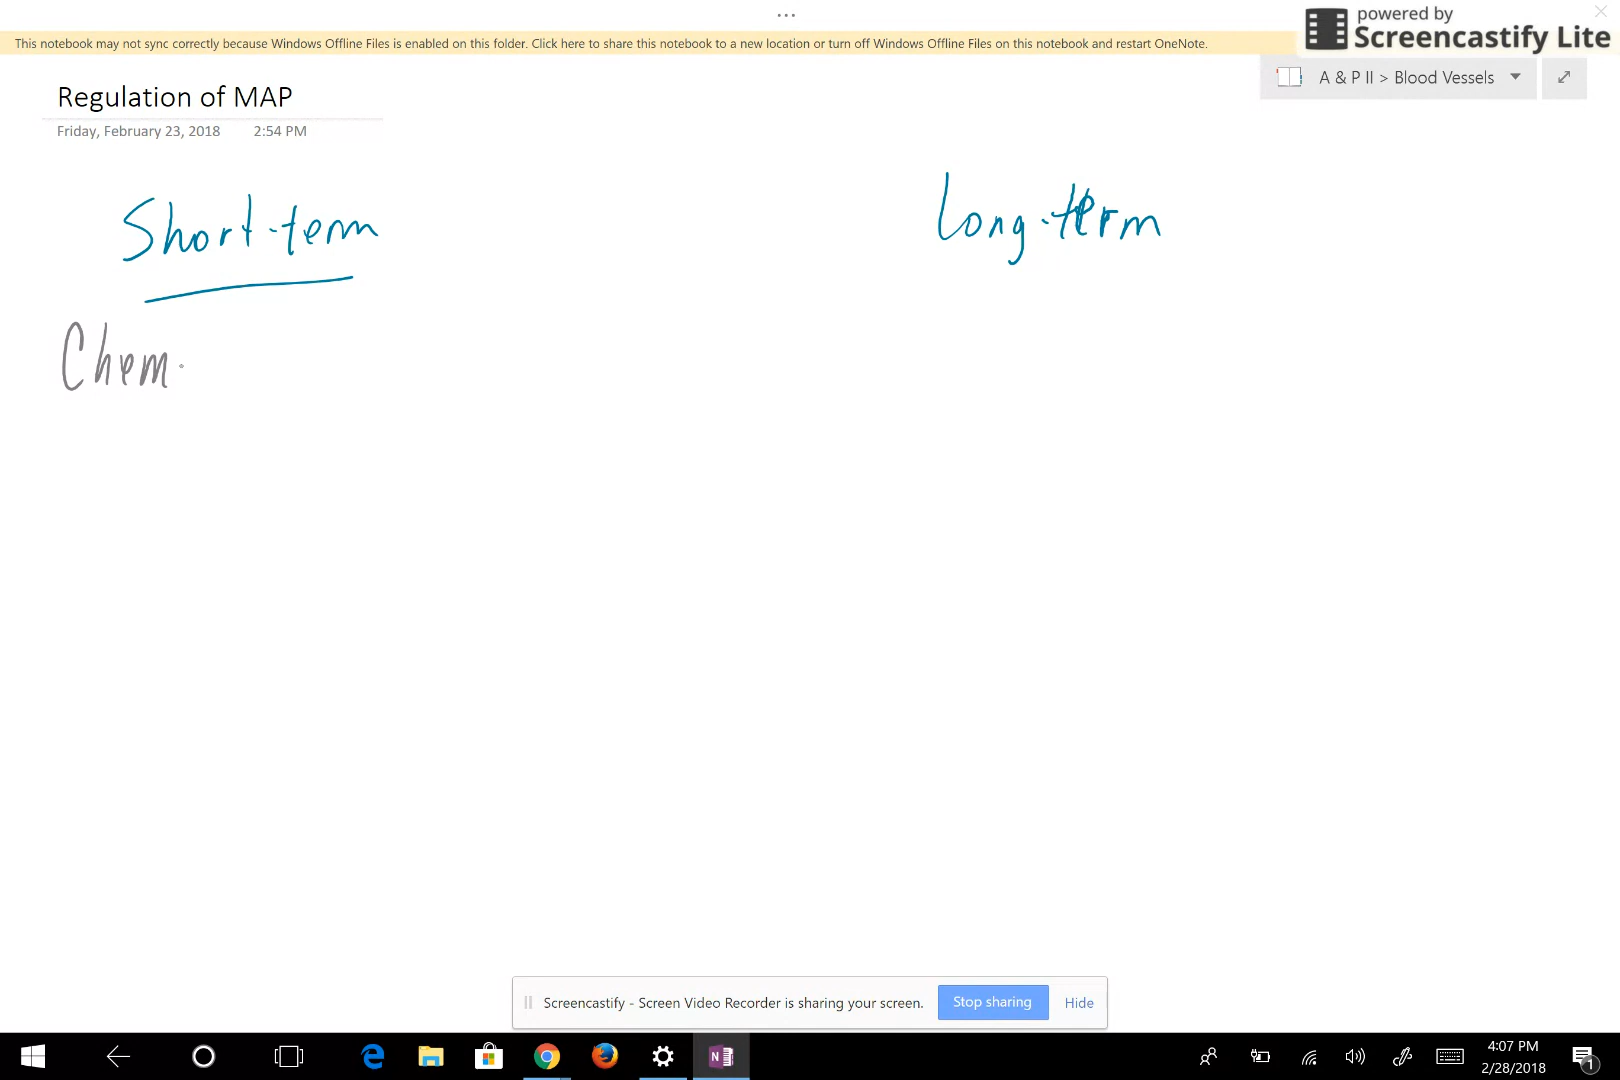 ...
powered by
Screencastify Lite
This notebook may not sync correctly because Windows Offline Files is enabled on this folder. Click here to share this notebook to a new location or turn off Windows Offline Files on this notebook and restart OneNote.
A & P II > Blood Vessels
Regulation of MAP
Friday, February 23, 2018 2:54 PM
Short-term
Long-term
Chem
Screencastify - Screen Video Recorder is sharing your screen. Stop sharing Hide
4:07 PM
2/28/2018
1